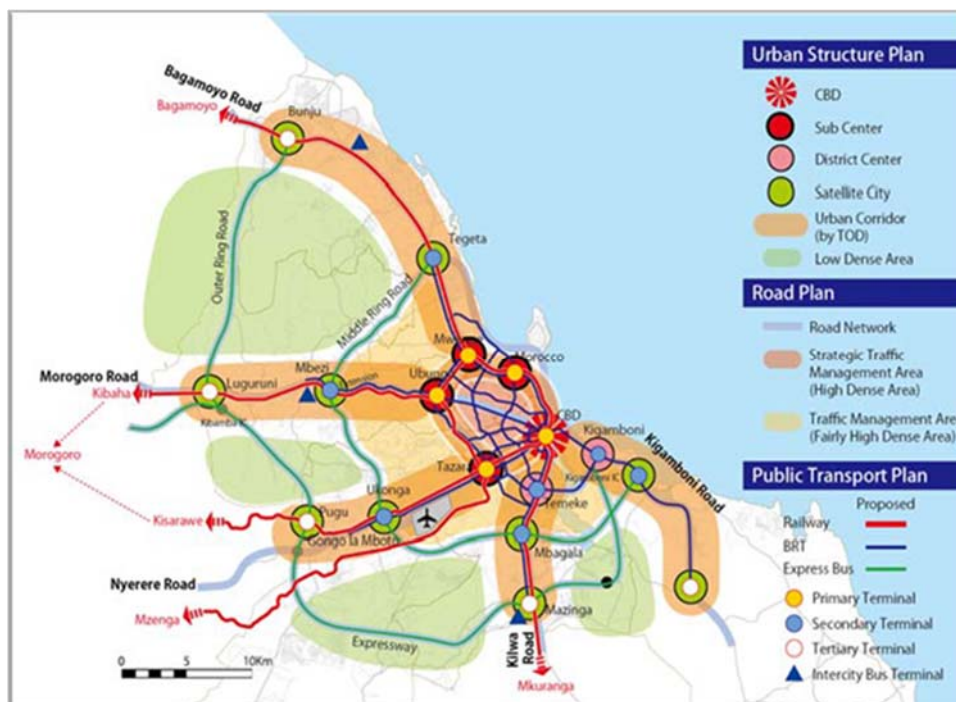 Bagamoyo Road
Bagamoyo
Bunju
Tegeta
Outer Ring Road
Middle Ring Road
Mw
Morocco
Ubungo
Morogoro Road
Kibaha
Luguruni
Mbezi
Kibamba IC
Morogoro
CBD
Kigamboni
Kigamboni IC
Kigamboni Road
Tazara
Temeke
Ukonga
Kisarawe
Pugu
Gongo la Mboto
Mbagala
Nyerere Road
Mzenga
Expressway
Mazinga
Kilwa
Road
Mkuranga
0 5 10Km
Urban Structure Plan
CBD
Sub Center
District Center
Satellite City
Urban Corridor
(by TOD)
Low Dense Area
Road Plan
Road Network
Strategic Traffic
Management Area
(High Dense Area)
Traffic Management Are
(Fairly High Dense Area)
Public Transport Plan
Proposed
Railway
BRT
Express Bus
Primary Terminal
Secondary Terminal
Tertiary Terminal
Intercity Bus Terminal